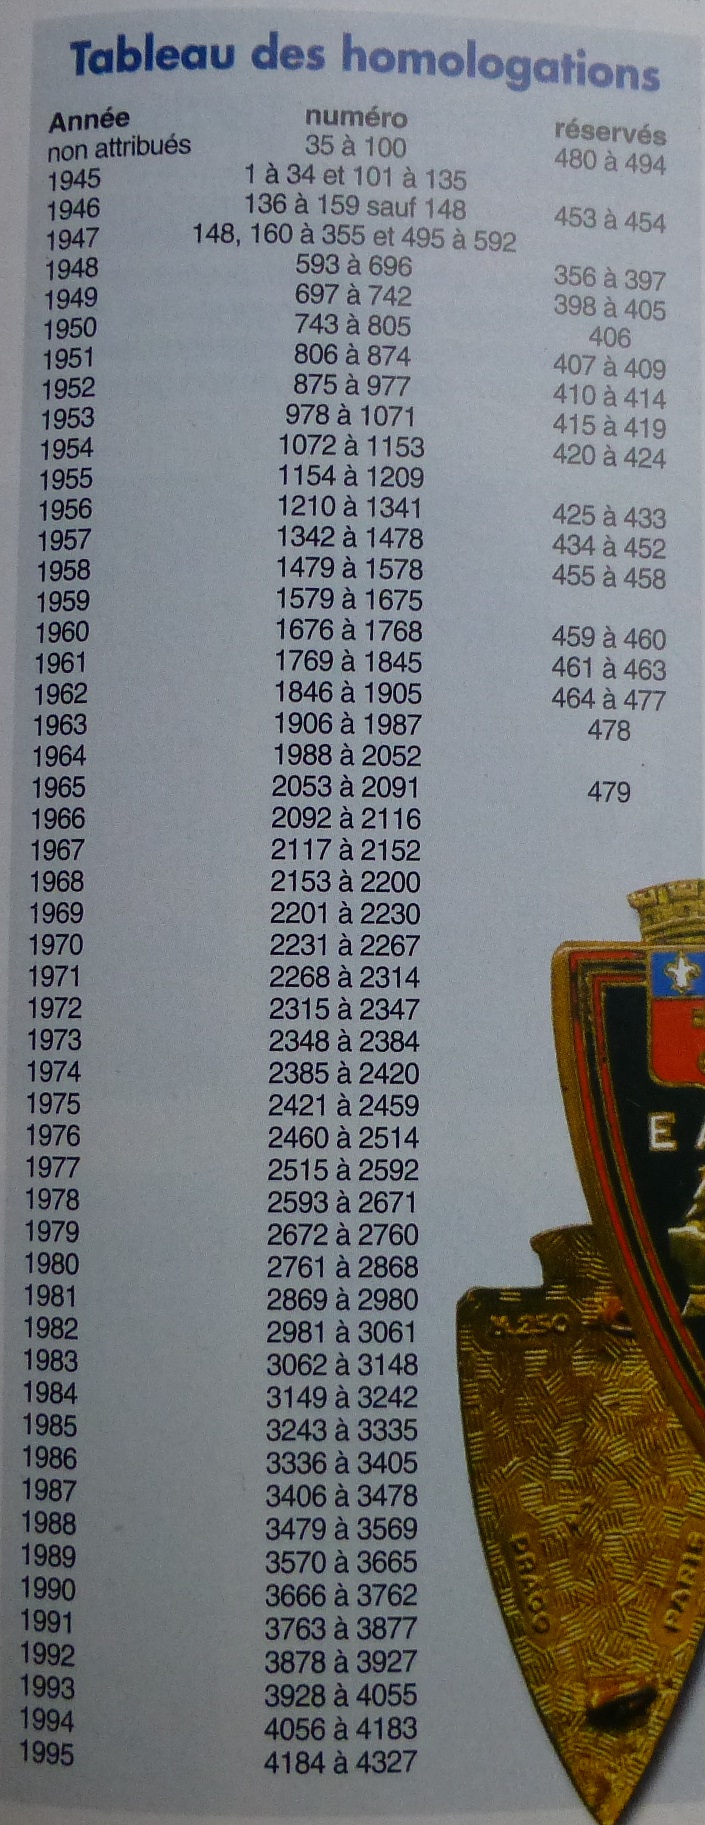 Tableau des homologations
Année numéro réservés
non attribués 35 à 100 480 à 494
1945 1 à 34 et 101 à 135
1946 136 à 159 sauf 148 453 à 454
1947 148, 160 à 355 et 495 à 592
1948 593 à 696 356 à 397
1949 697 à 742 398 à 405
1950 743 à 805 406
1951 806 à 874 407 à 409
1952 875 à 977 410 à 414
1953 978 à 1071 415 à 419
1954 1072 à 1153 420 à 424
1955 1154 à 1209
1956 1210 à 1341 425 à 433
1957 1342 à 1478 434 à 452
1958 1479 à 1578 455 à 458
1959 1579 à 1675
1960 1676 à 1768 459 à 460
1961 1769 à 1845 461 à 463
1962 1846 à 1905 464 à 477
1963 1906 à 1987 478
1964 1988 à 2052
1965 2053 à 2091 479
1966 2092 à 2116
1967 2117 à 2152
1968 2153 à 2200
1969 2201 à 2230
1970 2231 à 2267
1971 2268 à 2314
1972 2315 à 2347
1973 2348 à 2384
1974 2385 à 2420
1975 2421 à 2459
1976 2460 à 2514
1977 2515 à 2592
1978 2593 à 2671
1979 2672 à 2760
1980 2761 à 2868
1981 2869 à 2980
1982 2981 à 3061
1983 3062 à 3148
1984 3149 à 3242
1985 3243 à 3335
1986 3336 à 3405
1987 3406 à 3478
1988 3479 à 3569
1989 3570 à 3665
1990 3666 à 3762
1991 3763 à 3877
1992 3878 à 3927
1993 3928 à 4055
1994 4056 à 4183
1995 4184 à 4327
E A
250
DRAGO PARIS